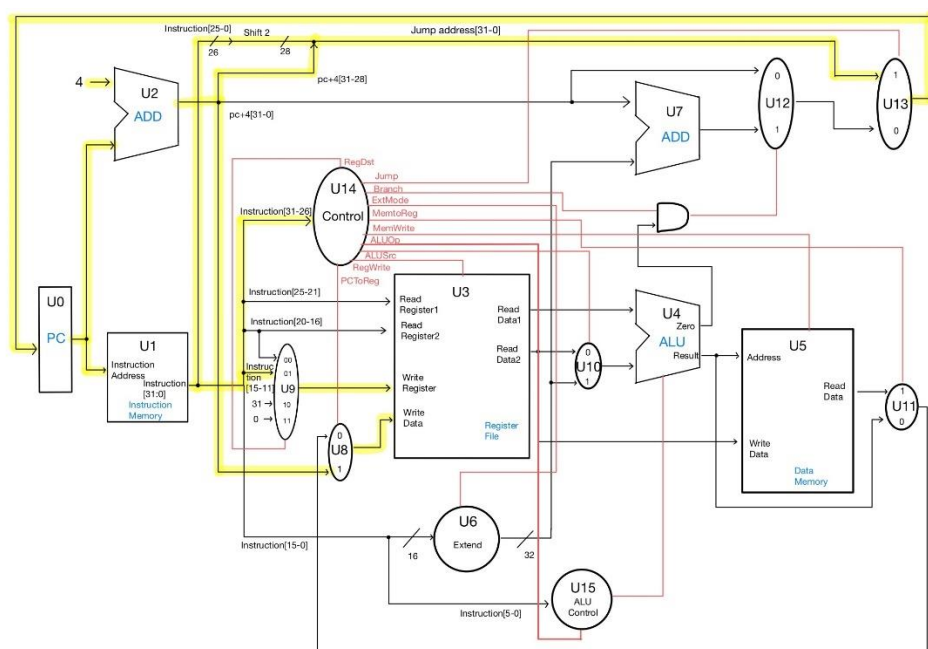 Instruction[25-0]
Shift 2
Jump address[31-0]
26
28
4
U2
ADD
pc+4[31-28]
pc+4[31-0]
U7
ADD
0
U12
1
1
U13
0
RegDst
U14
Control
Jump
Branch
ExtMode
MemtoReg
MemWrite
ALUOp
ALUSrc
RegWrite
PCToReg
Instruction[31-26]
U0
PC
U1
Instruction
Address
Instruction
[31:0]
Instruction
Memory
Instruction[25-21]
Instruction[20-16]
Instruc
tion
[15-11]
00
01
U9
31
10
0
11
0
U8
1
U3
Read
Register1
Read
Register2
Write
Register
Write
Data
Read
Data1
Read
Data2
Register
File
0
U10
1
U4
Zero
ALU
Result
U5
Address
Read
Data
Write
Data
Data
Memory
1
U11
0
Instruction[15-0]
16
U6
Extend
32
Instruction[5-0]
U15
ALU
Control